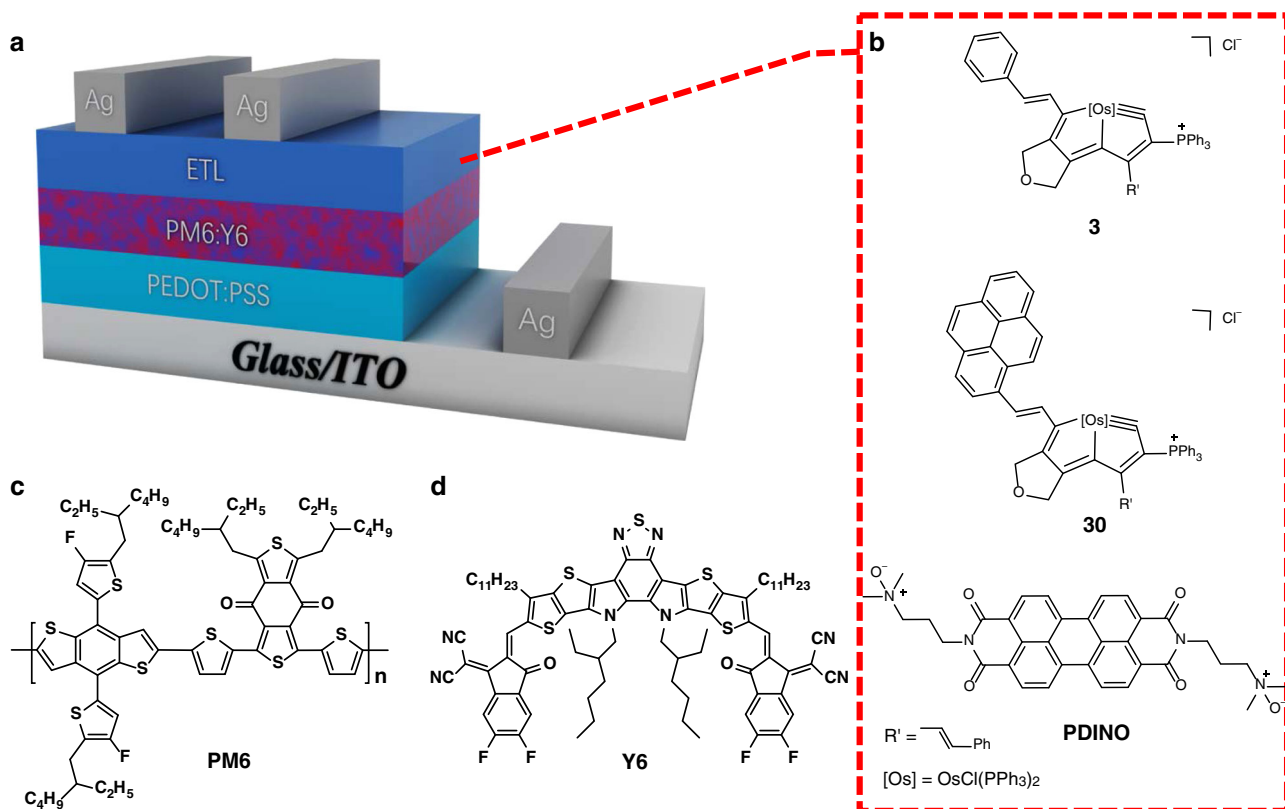 a
Ag
Ag
ETL
PM6:Y6
PEDOT:PSS
Ag
Glass/ITO
b
Cl⁻
[Os]
+
PPh₃
O
R'
3
Cl⁻
[Os]
+
PPh₃
O
R'
30
O⁻
N
+
O
O
N
N
O
O
+
N
O⁻
PDINO
R' =
Ph
[Os] = OsCl(PPh₃)₂
c
C₂H₅
C₄H₉
F
S
C₄H₉
C₂H₅
C₂H₅
C₄H₉
S
O
O
S
S
S
S
S
n
S
F
C₄H₉
C₂H₅
PM6
d
S
N
N
C₁₁H₂₃
S
S
C₁₁H₂₃
S
N
N
S
NC
NC
O
O
CN
CN
F
F
F
F
Y6